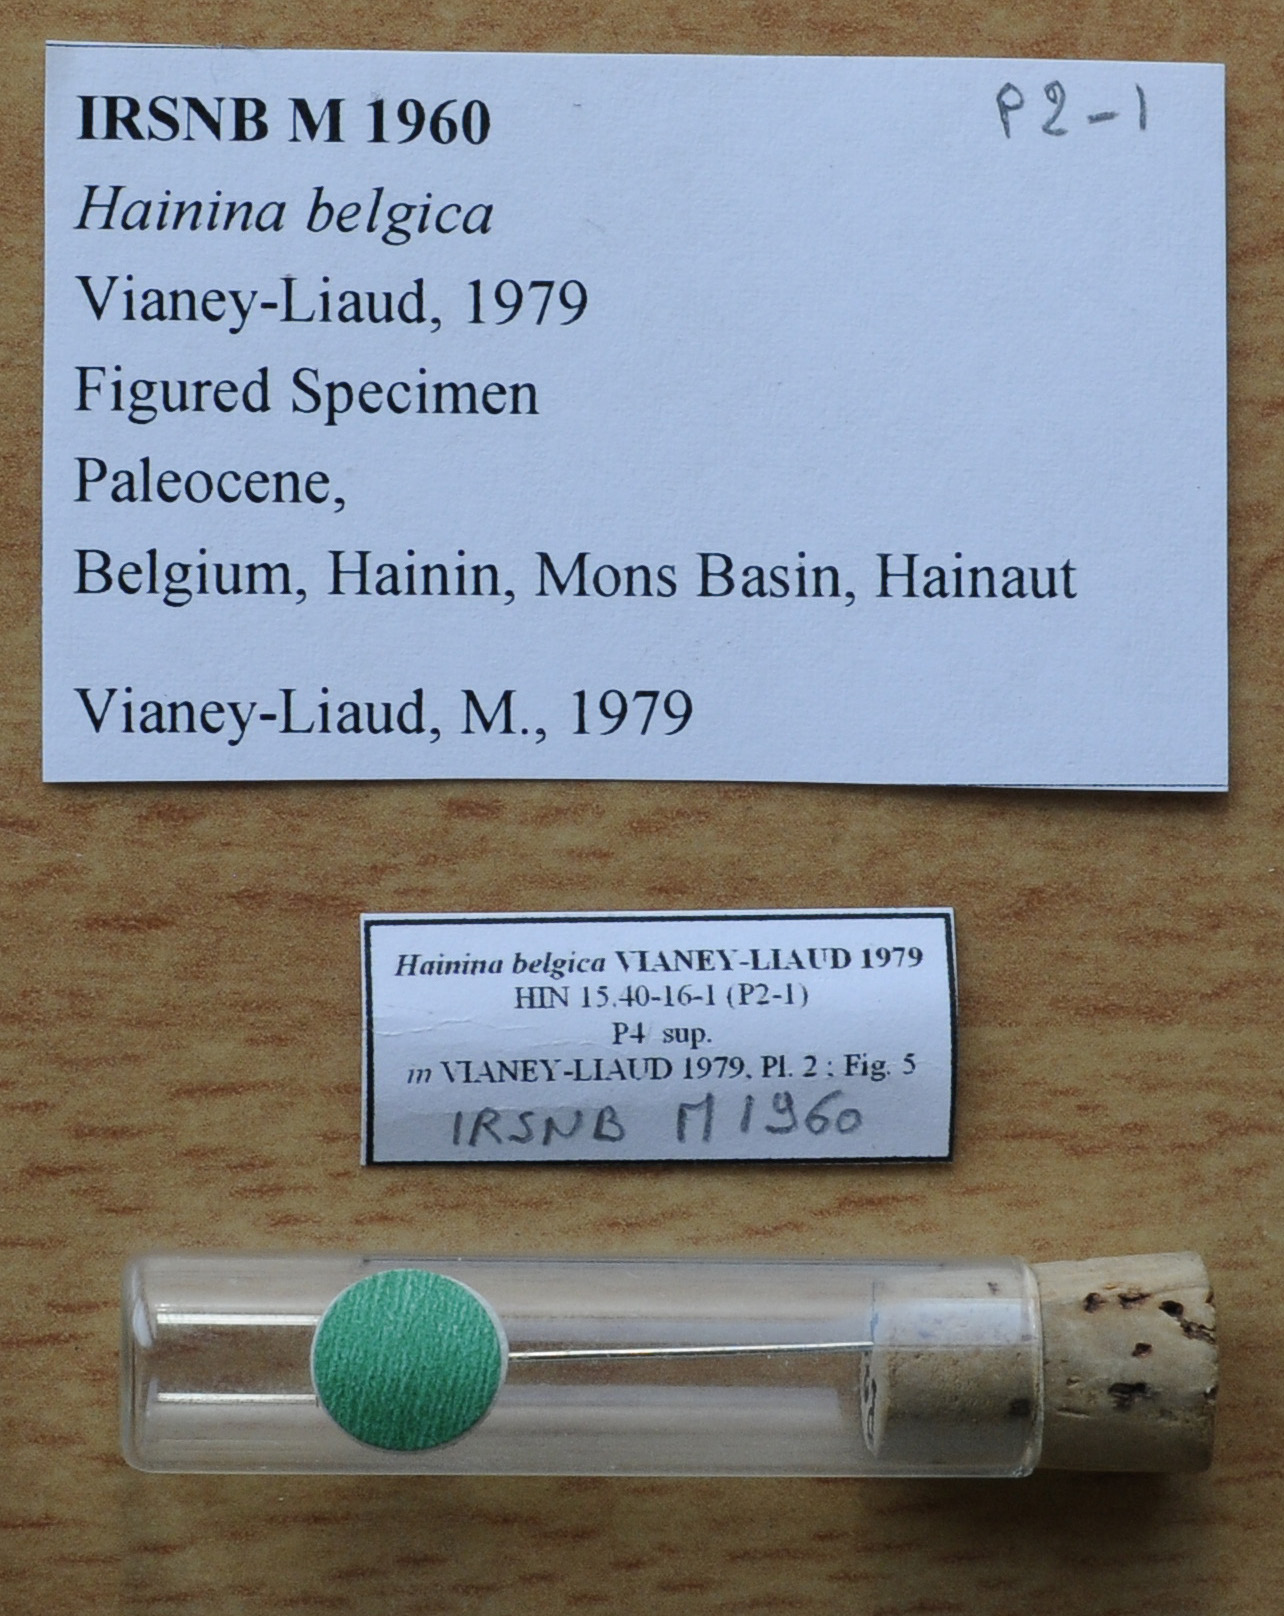 IRSNB M 1960 P2-1
Hainina belgica
Vianey-Liaud, 1979
Figured Specimen
Paleocene,
Belgium, Hainin, Mons Basin, Hainaut
Vianey-Liaud, M., 1979
Hainina belgica VIANEY-LIAUD 1979
HIN 15.40-16-1 (P2-1)
P4 sup.
in VIANEY-LIAUD 1979, Pl. 2 ; Fig. 5
IRSNB M 1960